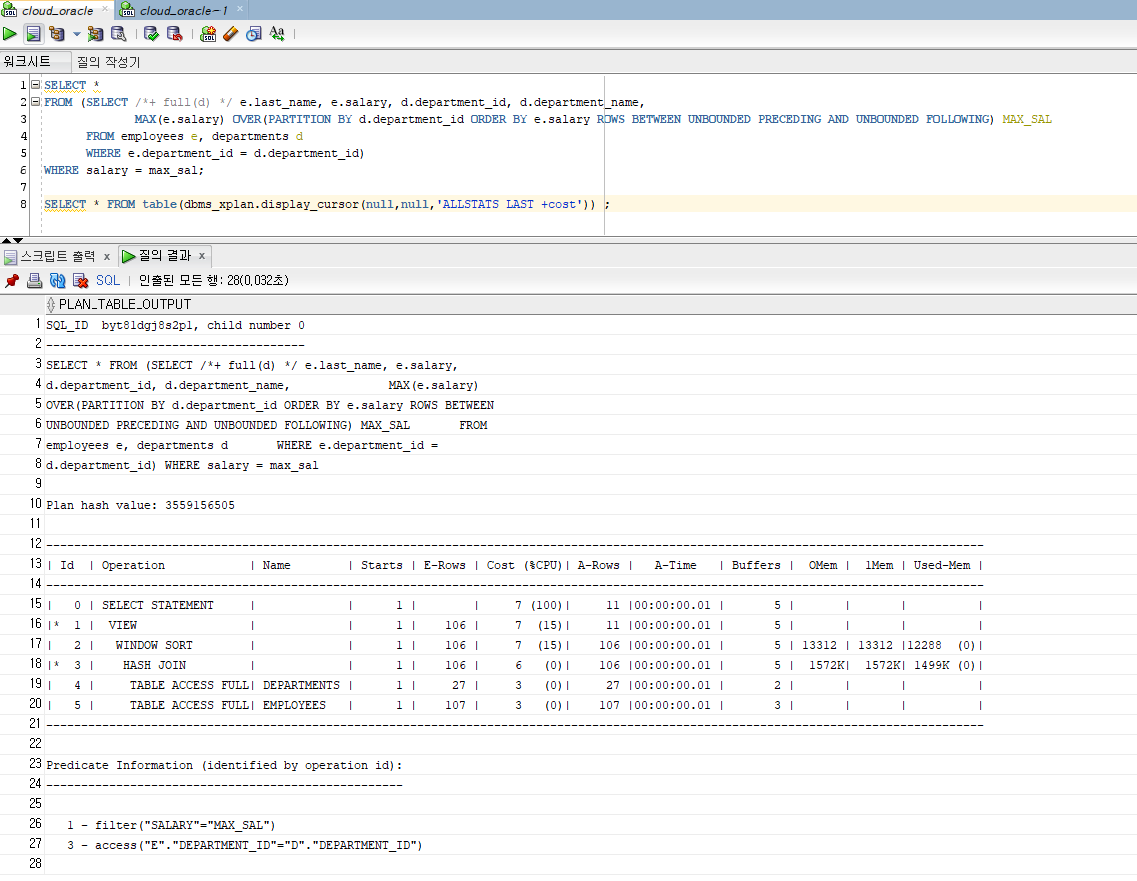 cloud_oracle
cloud_oracle~1
워크시트 질의 작성기
1 SELECT *
2 FROM (SELECT /*+ full(d) */ e.last_name, e.salary, d.department_id, d.department_name,
3 MAX(e.salary) OVER(PARTITION BY d.department_id ORDER BY e.salary ROWS BETWEEN UNBOUNDED PRECEDING AND UNBOUNDED FOLLOWING) MAX_SAL
4 FROM employees e, departments d
5 WHERE e.department_id = d.department_id)
6 WHERE salary = max_sal;
7
8 SELECT * FROM table(dbms_xplan.display_cursor(null,null,'ALLSTATS LAST +cost')) ;
스크립트 출력 x 질의 결과 x
SQL | 인출된 모든 행: 28(0,032초)
PLAN_TABLE_OUTPUT
1 SQL_ID byt81dgj8s2p1, child number 0
2 -------------------------------------
3 SELECT * FROM (SELECT /*+ full(d) */ e.last_name, e.salary,
4 d.department_id, d.department_name, MAX(e.salary)
5 OVER(PARTITION BY d.department_id ORDER BY e.salary ROWS BETWEEN
6 UNBOUNDED PRECEDING AND UNBOUNDED FOLLOWING) MAX_SAL FROM
7 employees e, departments d WHERE e.department_id =
8 d.department_id) WHERE salary = max_sal
9
10 Plan hash value: 3559156505
11
12 --------------------------------------------------------------------------------------------------------------------------------------
13 | Id | Operation | Name | Starts | E-Rows | Cost (%CPU)| A-Rows | A-Time | Buffers | OMem | 1Mem | Used-Mem |
14 --------------------------------------------------------------------------------------------------------------------------------------
15 | 0 | SELECT STATEMENT | | 1 | | 7 (100)| 11 |00:00:00.01 | 5 | | | |
16 |* 1 | VIEW | | 1 | 106 | 7 (15)| 11 |00:00:00.01 | 5 | | | |
17 | 2 | WINDOW SORT | | 1 | 106 | 7 (15)| 106 |00:00:00.01 | 5 | 13312 | 13312 |12288 (0)|
18 |* 3 | HASH JOIN | | 1 | 106 | 6 (0)| 106 |00:00:00.01 | 5 | 1572K| 1572K| 1499K (0)|
19 | 4 | TABLE ACCESS FULL| DEPARTMENTS | 1 | 27 | 3 (0)| 27 |00:00:00.01 | 2 | | | |
20 | 5 | TABLE ACCESS FULL| EMPLOYEES | 1 | 107 | 3 (0)| 107 |00:00:00.01 | 3 | | | |
21 --------------------------------------------------------------------------------------------------------------------------------------
22
23 Predicate Information (identified by operation id):
24 ---------------------------------------------------
25
26 1 - filter("SALARY"="MAX_SAL")
27 3 - access("E"."DEPARTMENT_ID"="D"."DEPARTMENT_ID")
28